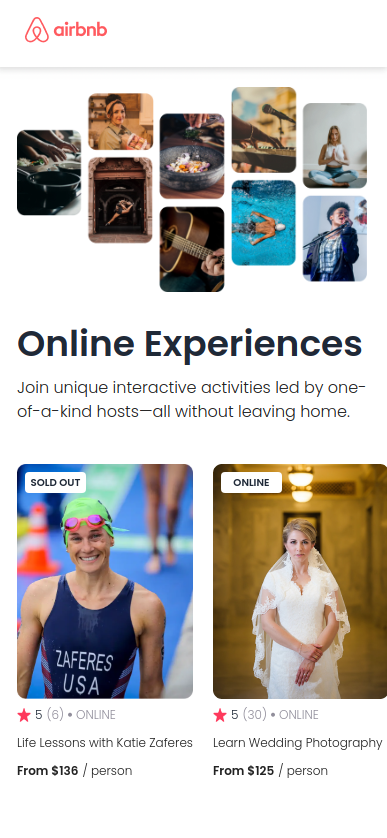 airbnb
Online Experiences
Join unique interactive activities led by one-
of-a-kind hosts—all without leaving home.
SOLD OUT
ZAFERES
USA
5 (6) • ONLINE
Life Lessons with Katie Zaferes
From $136 / person
ONLINE
5 (30) • ONLINE
Learn Wedding Photography
From $125 / person